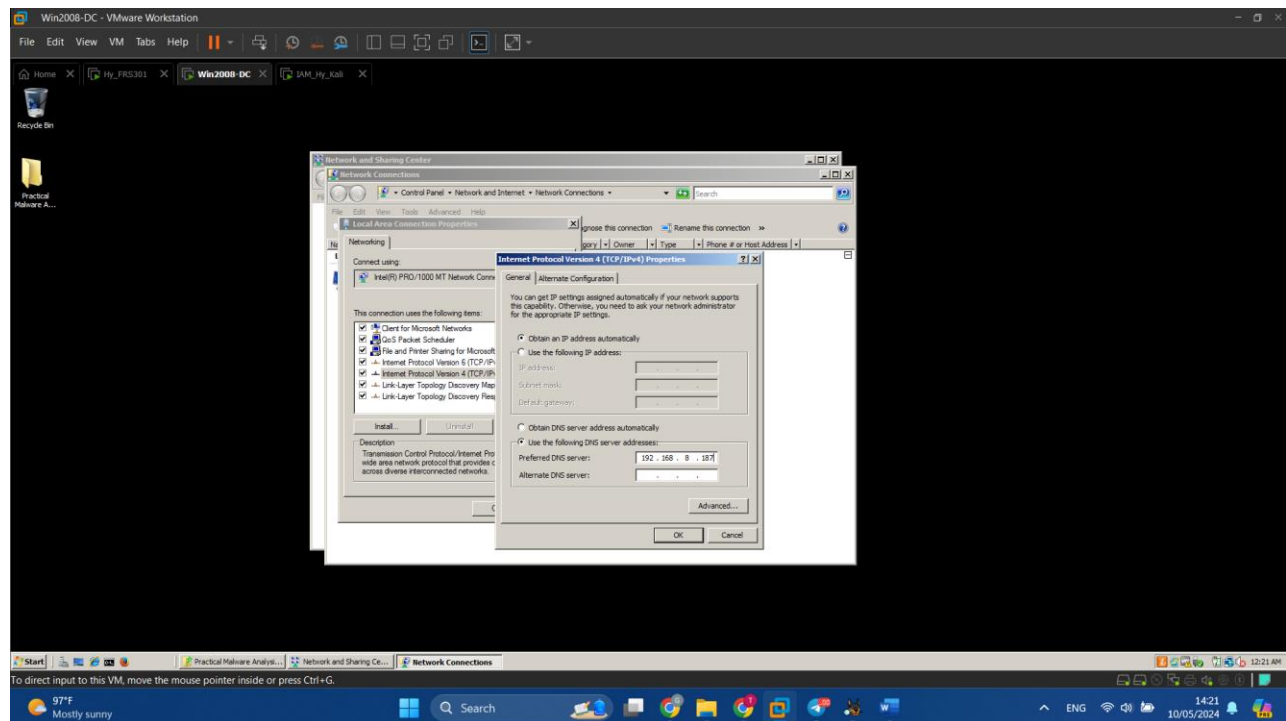 Win2008-DC - VMware Workstation
File Edit View VM Tabs Help
Home Hy_FRS301 Win2008-DC IAM_Hy_Kali
Recycle Bin
Practical
Malware A...
Network and Sharing Center
Network Connections
Control Panel Network and Internet Network Connections Search
File Edit View Tools Advanced Help
Local Area Connection Properties
gnose this connection Rename this connection »
Networking
gory Owner Type Phone # or Host Address
Connect using:
Intel(R) PRO/1000 MT Network Conn
This connection uses the following items:
Client for Microsoft Networks
QoS Packet Scheduler
File and Printer Sharing for Microsoft
Internet Protocol Version 6 (TCP/IPv
Internet Protocol Version 4 (TCP/IPv
Link-Layer Topology Discovery Map
Link-Layer Topology Discovery Resp
Install... Uninstall
Description
Transmission Control Protocol/Internet Pro
wide area network protocol that provides c
across diverse interconnected networks.
Internet Protocol Version 4 (TCP/IPv4) Properties
General Alternate Configuration
You can get IP settings assigned automatically if your network supports
this capability. Otherwise, you need to ask your network administrator
for the appropriate IP settings.
Obtain an IP address automatically
Use the following IP address:
IP address:
Subnet mask:
Default gateway:
Obtain DNS server address automatically
Use the following DNS server addresses:
Preferred DNS server: 192 . 168 . 8 . 187
Alternate DNS server: . . .
Advanced...
OK Cancel
Start Practical Malware Analysi... Network and Sharing Ce... Network Connections 12:21 AM
To direct input to this VM, move the mouse pointer inside or press Ctrl+G.
97°F
Mostly sunny
Search
ENG
14:21
10/05/2024